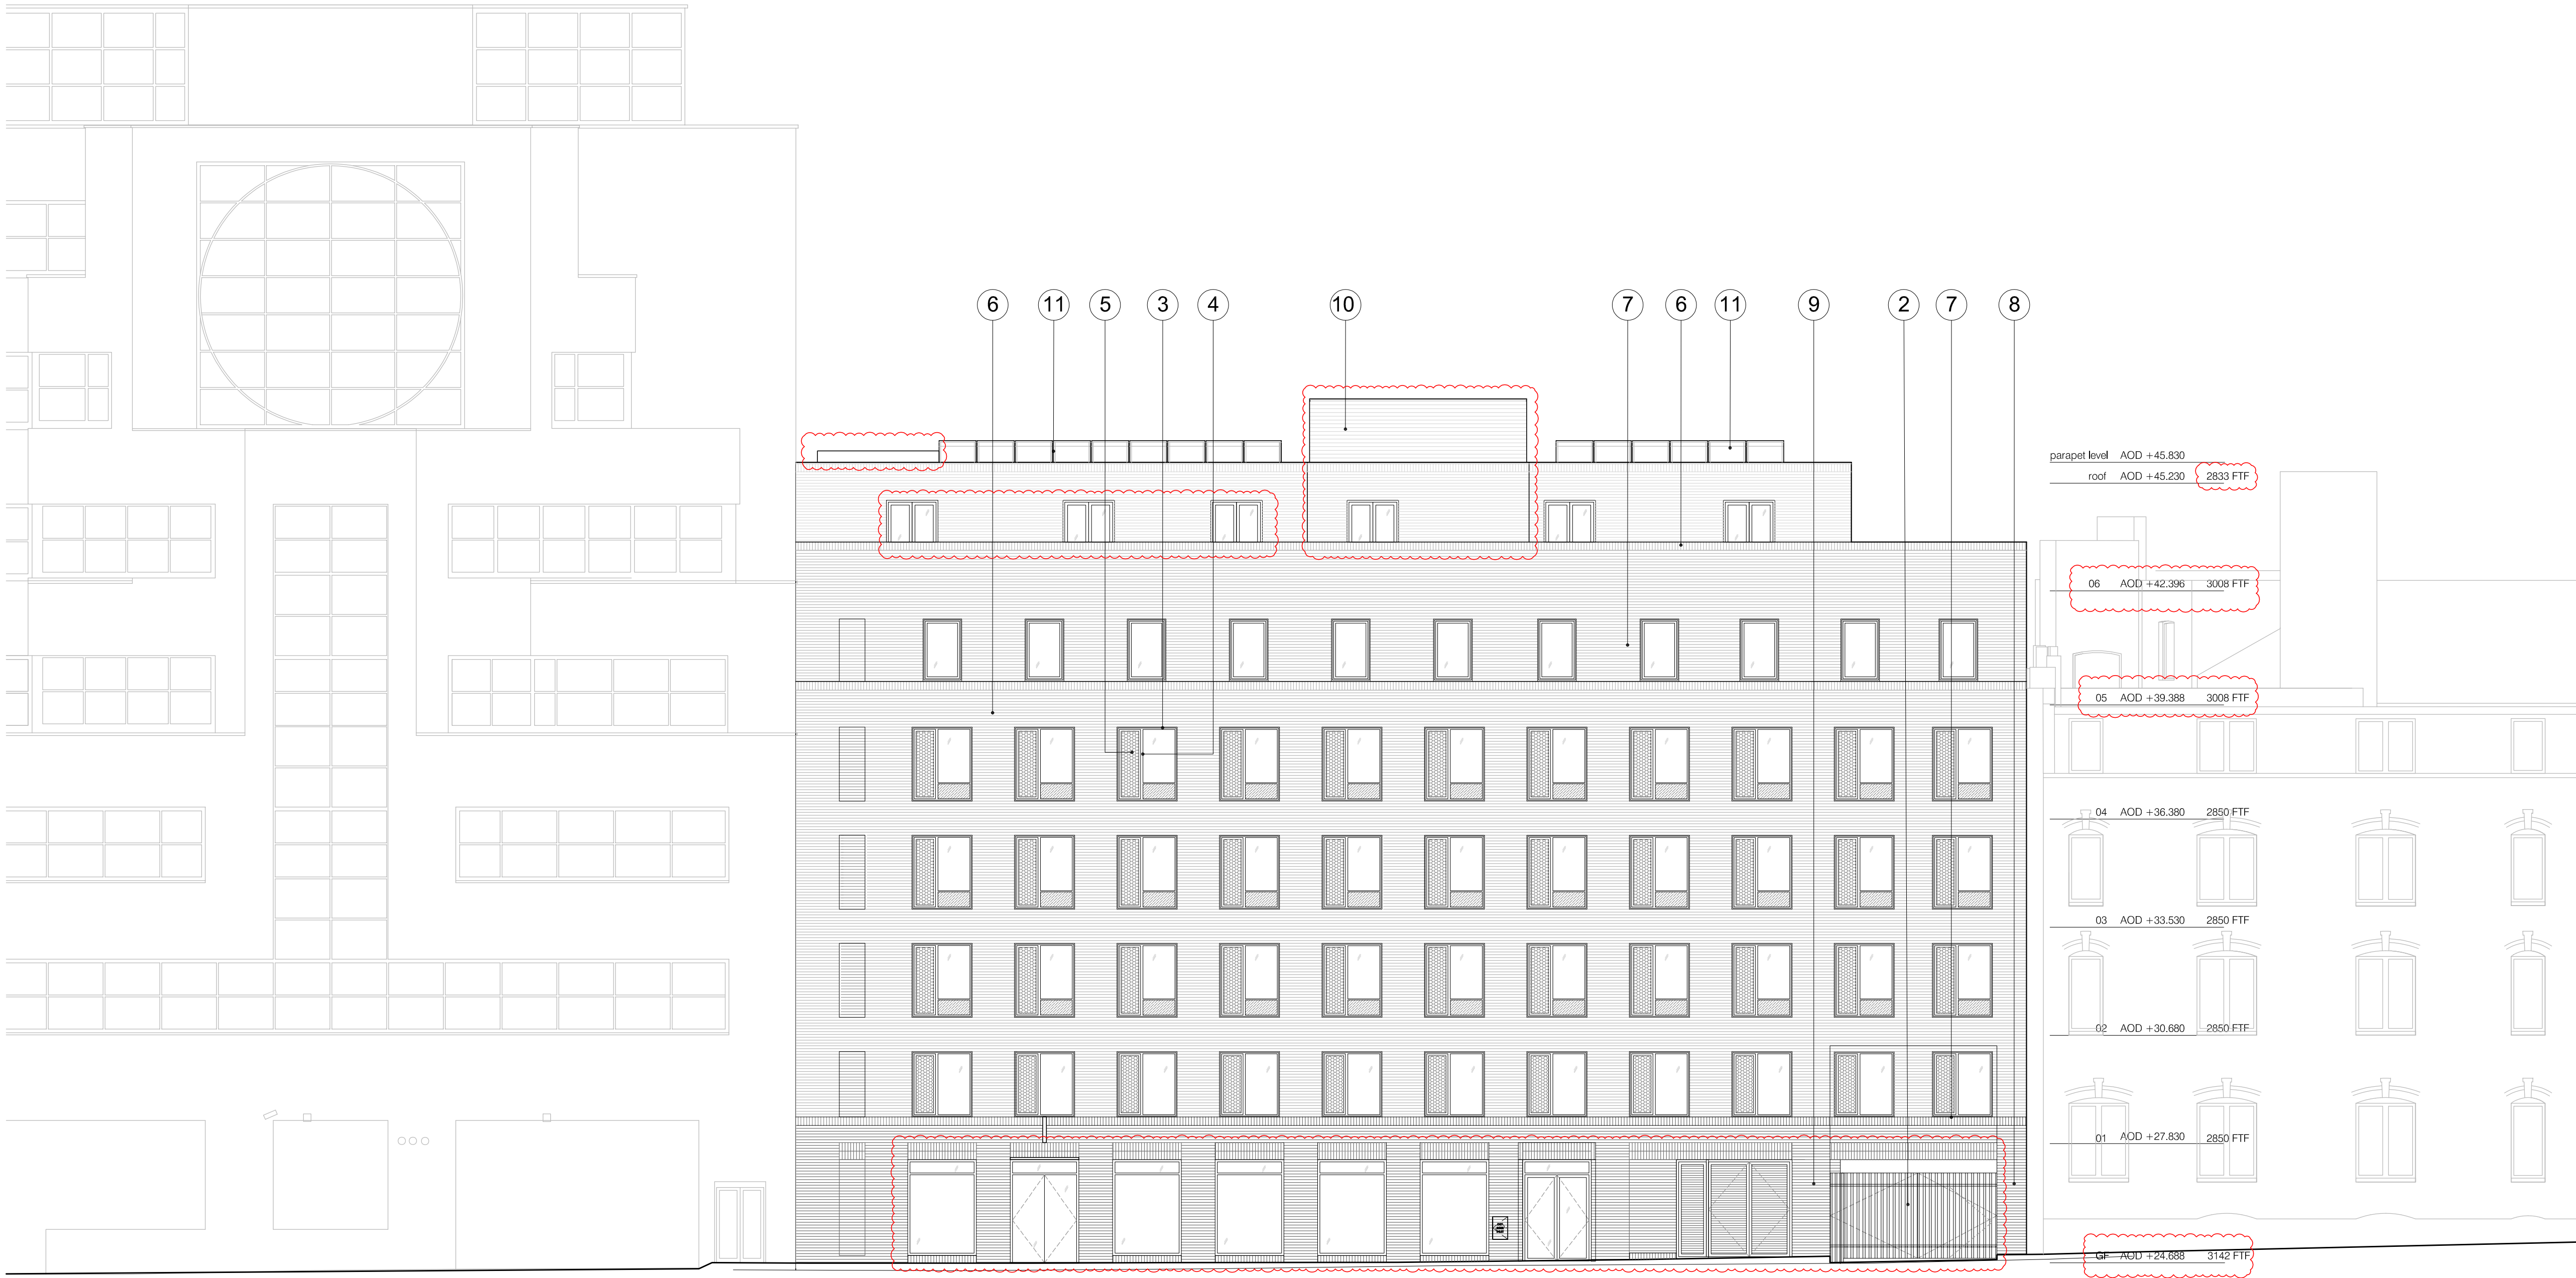 6 11 5 3 4 10 7 6 11 9 2 7 8
parapet level AOD +45.830
roof AOD +45.230 2833 FTF
06 AOD +42.396 3008 FTF
05 AOD +39.388 3008 FTF
04 AOD +36.380 2850 FTF
03 AOD +33.530 2850 FTF
02 AOD +30.680 2850 FTF
01 AOD +27.830 2850 FTF
GF AOD +24.688 3142 FTF